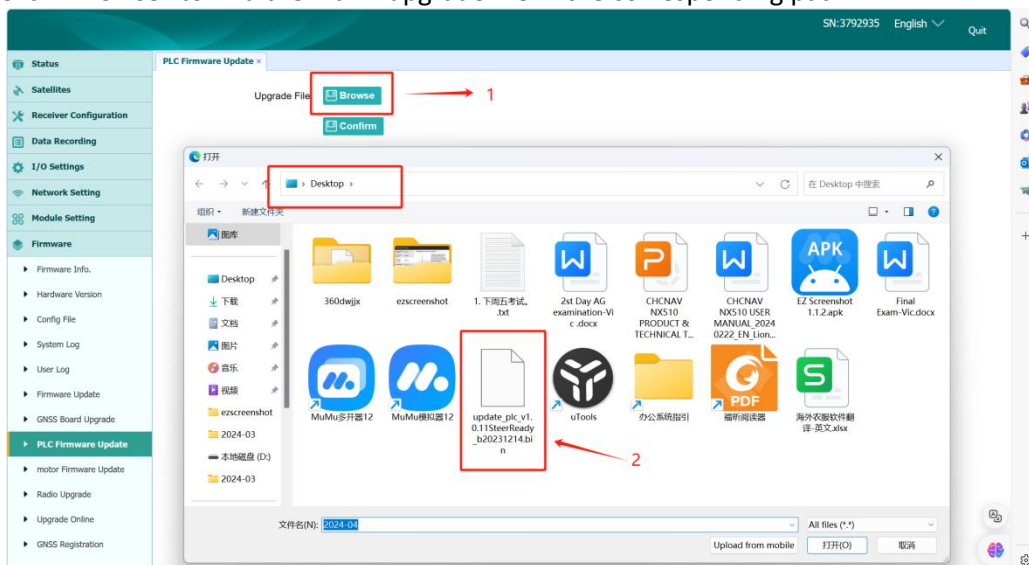 SN:3792935 English Quit
Status
Satellites
Receiver Configuration
Data Recording
I/O Settings
Network Setting
Module Setting
Firmware
Firmware Info.
Hardware Version
Config File
System Log
User Log
Firmware Update
GNSS Board Upgrade
PLC Firmware Update
motor Firmware Update
Radio Upgrade
Upgrade Online
GNSS Registration
PLC Firmware Update ×
Upgrade File Browse
1
Confirm
打开
Desktop
在 Desktop 中搜索
组织
新建文件夹
图库
Desktop
下载
文档
图片
音乐
视频
ezscreenshot
2024-03
本地磁盘 (D:)
2024-03
360dwjjx
ezscreenshot
1. 下周五考试.
.txt
2st Day AG
examination-Vi
c .docx
CHCNAV
NX510
PRODUCT &
TECHNICAL T...
CHCNAV
NX510 USER
MANUAL_2024
0222_EN_Lion...
APK
EZ Screenshot
1.1.2.apk
Final
Exam-Vic.docx
MuMu多开器12
MuMu模拟器12
update_plc_v1.
0.11SteerReady
_b20231214.bi
n
uTools
办公系统指引
PDF
福昕阅读器
海外农服软件翻
译-英文.xlsx
2
文件名(N): 2024-04
All files (*.*)
Upload from mobile
打开(O)
取消